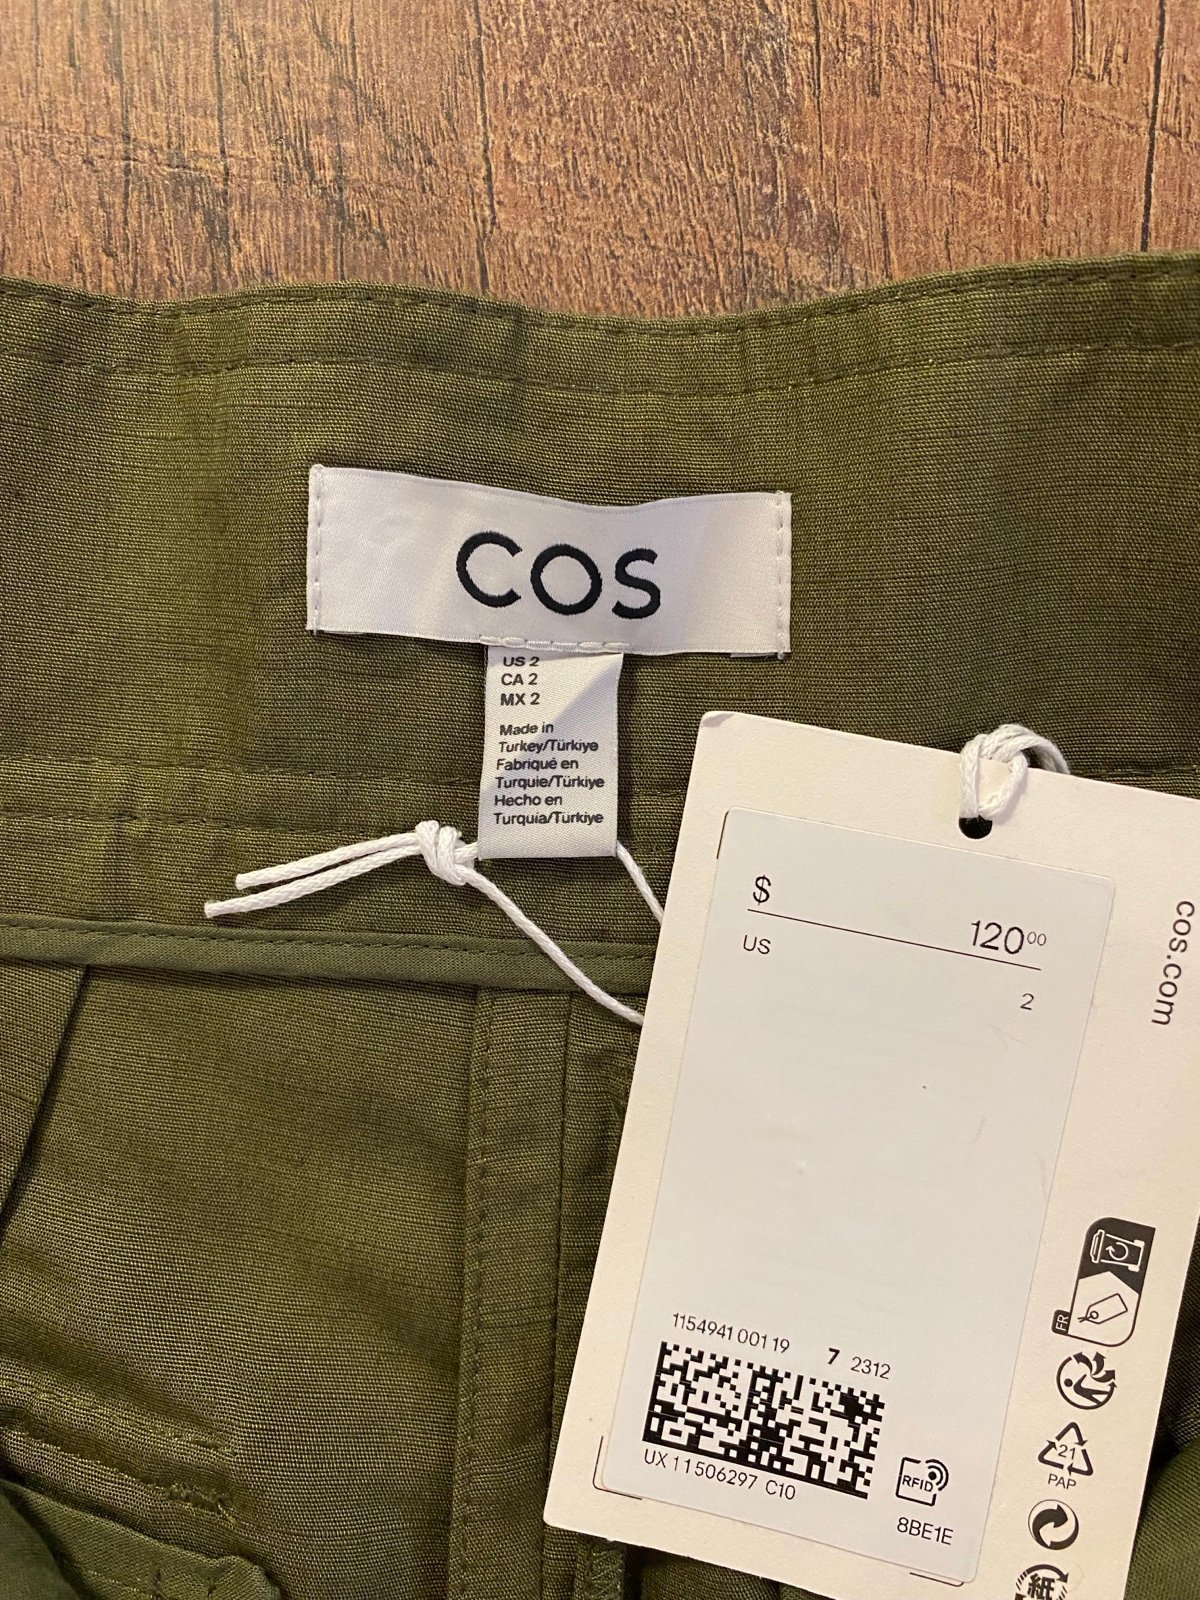 COS
US 2
CA 2
MX 2
Made in
Turkey/Türkiye
Fabriqué en
Turquie/Türkiye
Hecho en
Turquia/Türkiye
$
120⁰⁰
US
2
cos.com
1154941 001 19 7 2312
UX 11506297 C10
RFID
8BE1E
FR
21
PAP
紙